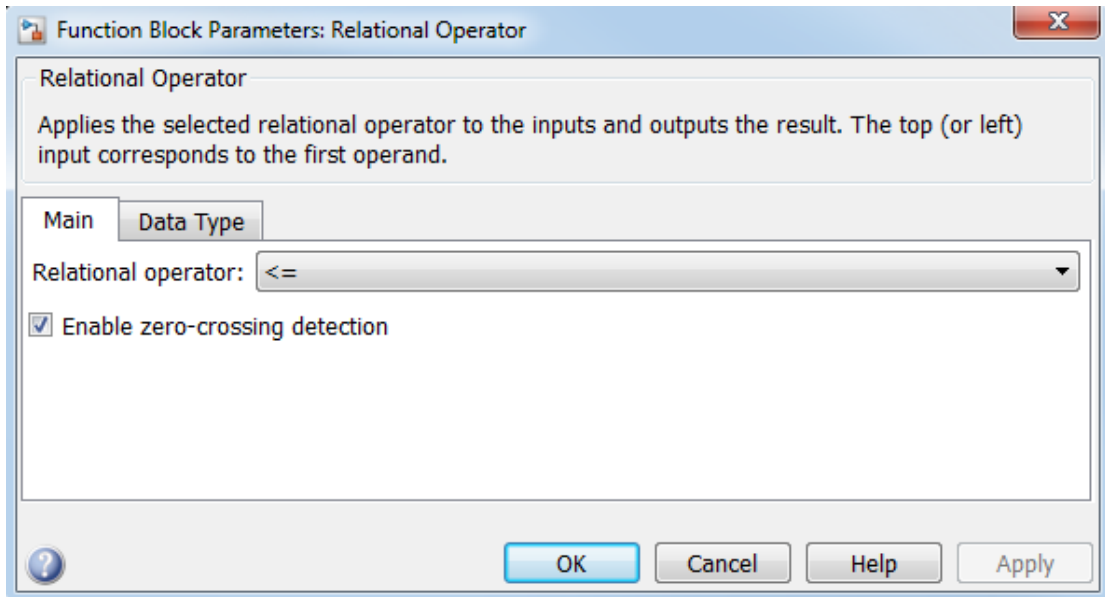 Function Block Parameters: Relational Operator
Relational Operator
Applies the selected relational operator to the inputs and outputs the result. The top (or left)
input corresponds to the first operand.
Main Data Type
Relational operator: <=
Enable zero-crossing detection
OK Cancel Help Apply